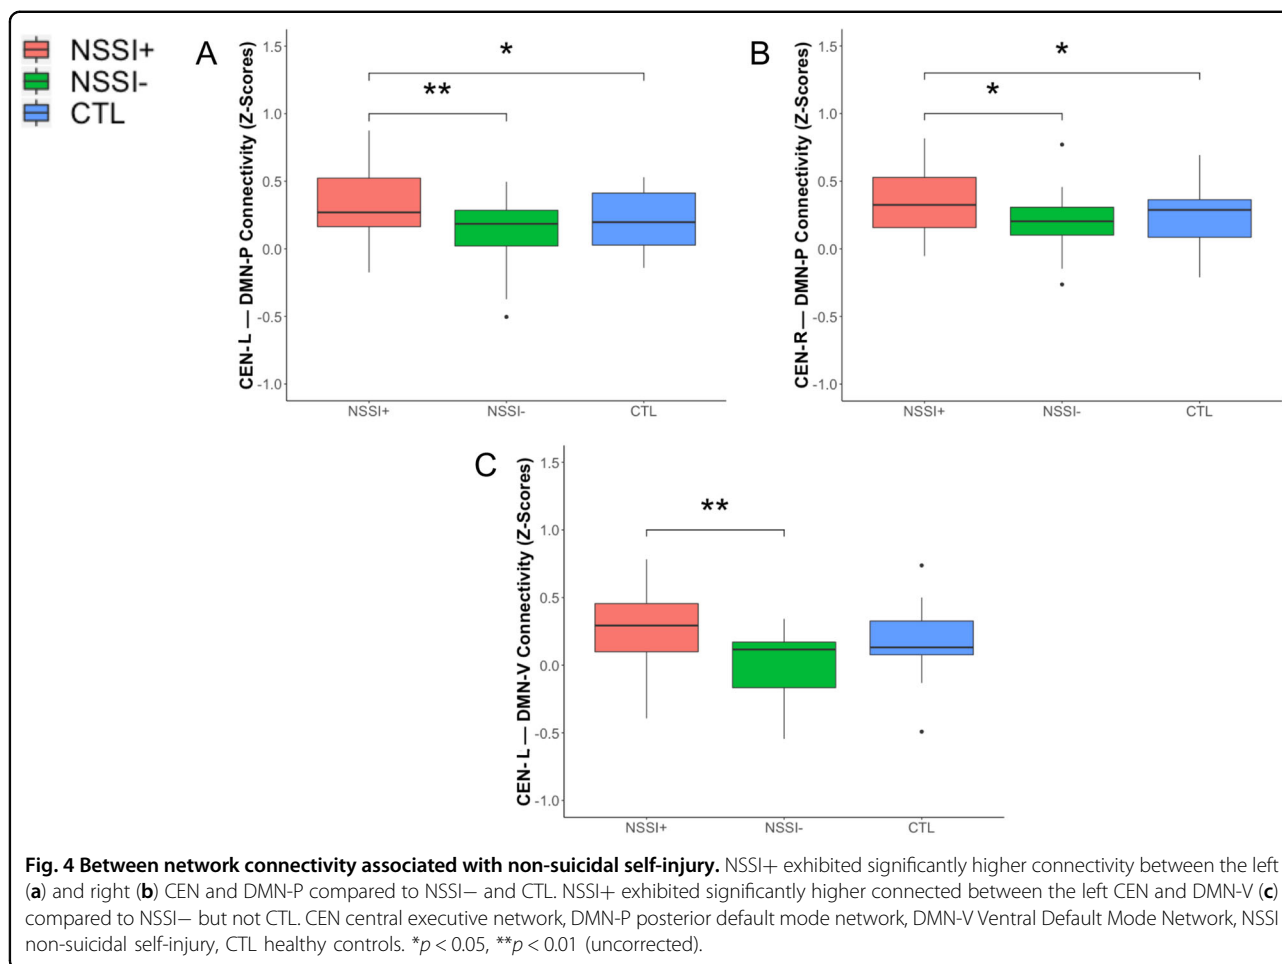 NSSI+
NSSI-
CTL
A
CEN-L — DMN-P Connectivity (Z-Scores)
1.5
1.0
0.5
0.0
-0.5
-1.0
*
**
NSSI+ NSSI- CTL
B
CEN-R — DMN-P Connectivity (Z-Scores)
1.5
1.0
0.5
0.0
-0.5
-1.0
*
*
NSSI+ NSSI- CTL
C
CEN- L — DMN-V Connectivity (Z-Scores)
1.5
1.0
0.5
0.0
-0.5
-1.0
**
NSSI+ NSSI- CTL
Fig. 4 Between network connectivity associated with non-suicidal self-injury. NSSI+ exhibited significantly higher connectivity between the left
(a) and right (b) CEN and DMN-P compared to NSSI− and CTL. NSSI+ exhibited significantly higher connected between the left CEN and DMN-V (c)
compared to NSSI− but not CTL. CEN central executive network, DMN-P posterior default mode network, DMN-V Ventral Default Mode Network, NSSI
non-suicidal self-injury, CTL healthy controls. *p < 0.05, **p < 0.01 (uncorrected).